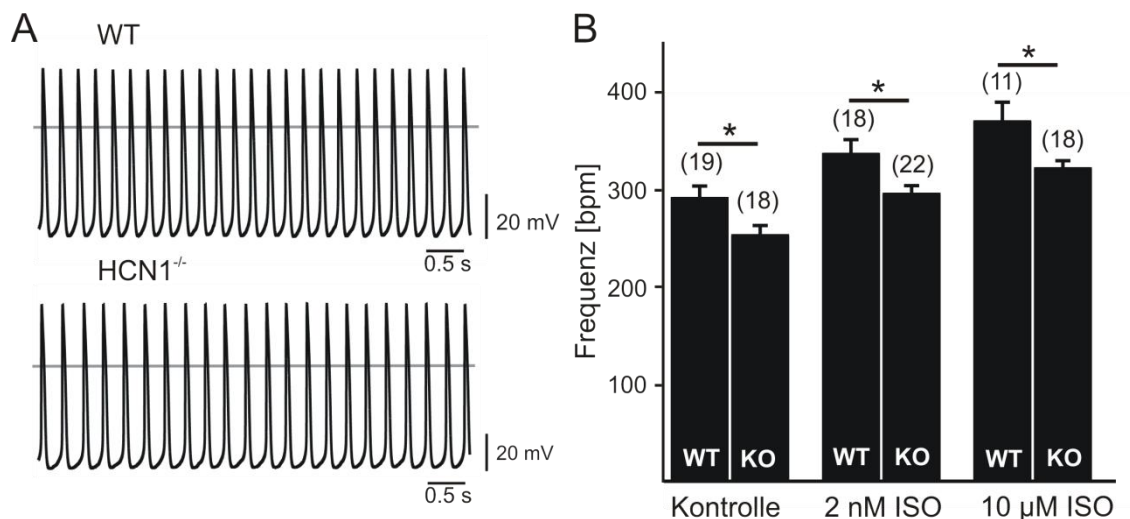 A
WT
20 mV
0.5 s
HCN1-/-
20 mV
0.5 s
B
Frequenz [bpm]
400
300
200
100
*
*
*
(19)
(18)
(18)
(22)
(11)
(18)
WT
KO
WT
KO
WT
KO
Kontrolle
2 nM ISO
10 µM ISO